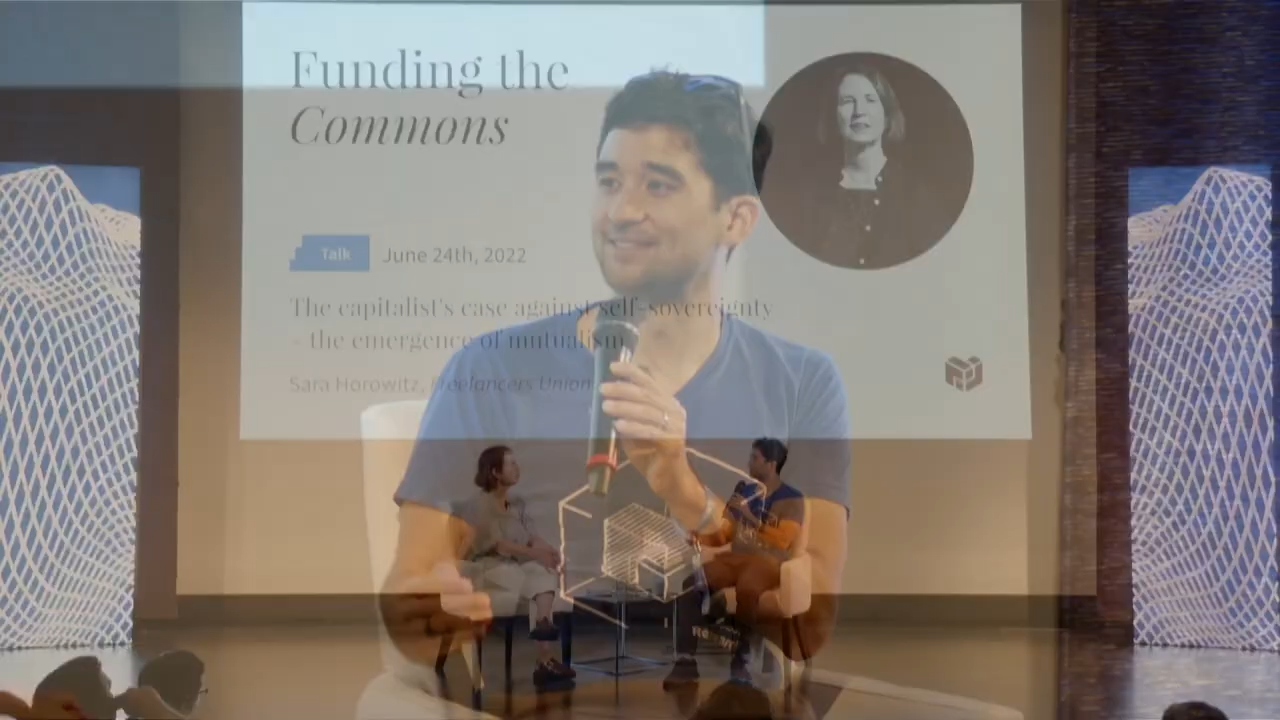 Funding the
Commons
Talk
June 24th, 2022
The capitalist's case against self-sovereignty
- the emergence of mutualism
Sara Horowitz, Freelancers Union